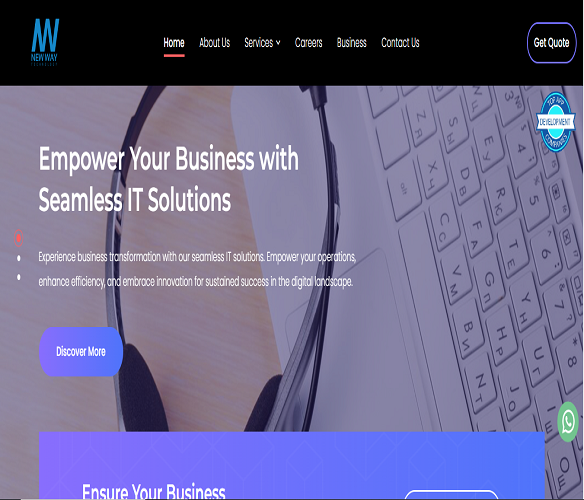 NEW WAY
Home About Us Services Careers Business Contact Us Get Quote
TOP APP
DEVELOPMENT
COMPANIES
Empower Your Business with
Seamless IT Solutions
Experience business transformation with our seamless IT solutions. Empower your operations,
enhance efficiency, and embrace innovation for sustained success in the digital landscape.
Discover More
Ensure Your Business